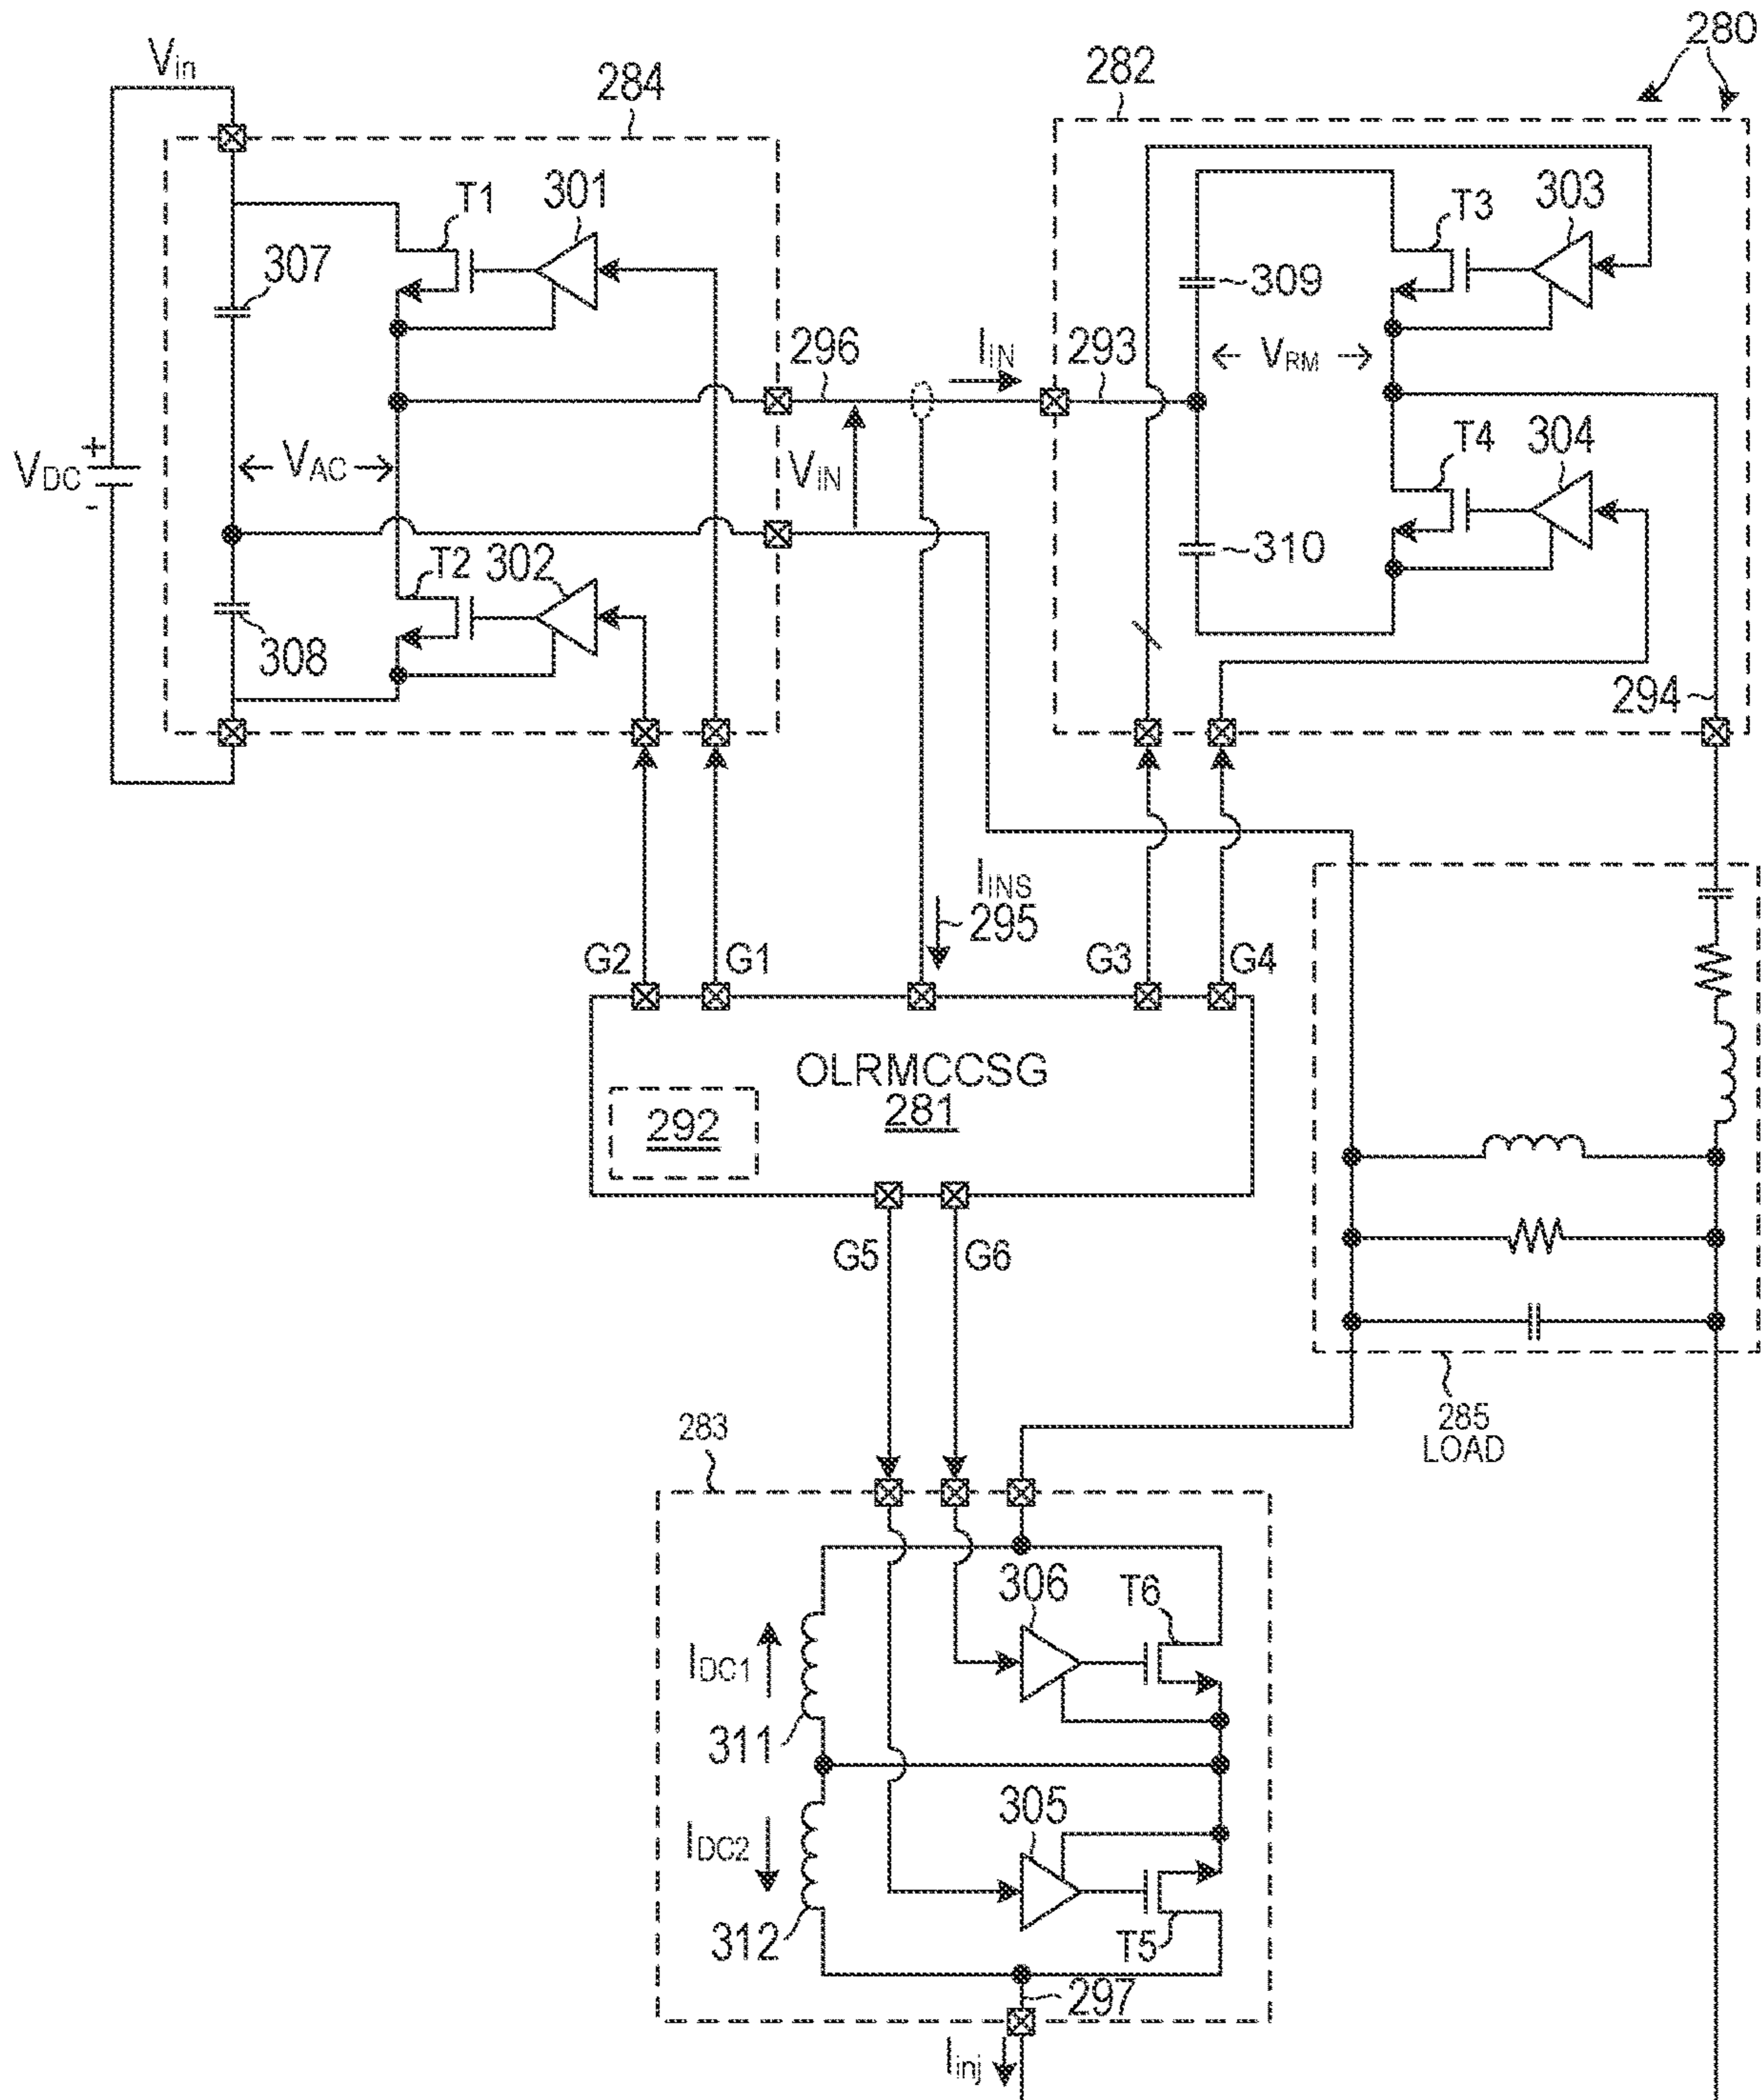 280
Vin
284
282
T1
301
T3
303
307
309
296
IIN
293
VRM
+
VDC
-
VAC
VIN
T4
304
T2
302
310
308
294
IINS
295
G2
G1
G3
G4
OLRMCCSG
281
292
G5
G6
283
285
LOAD
306
T6
IDC1
311
305
IDC2
312
T5
297
Iinj